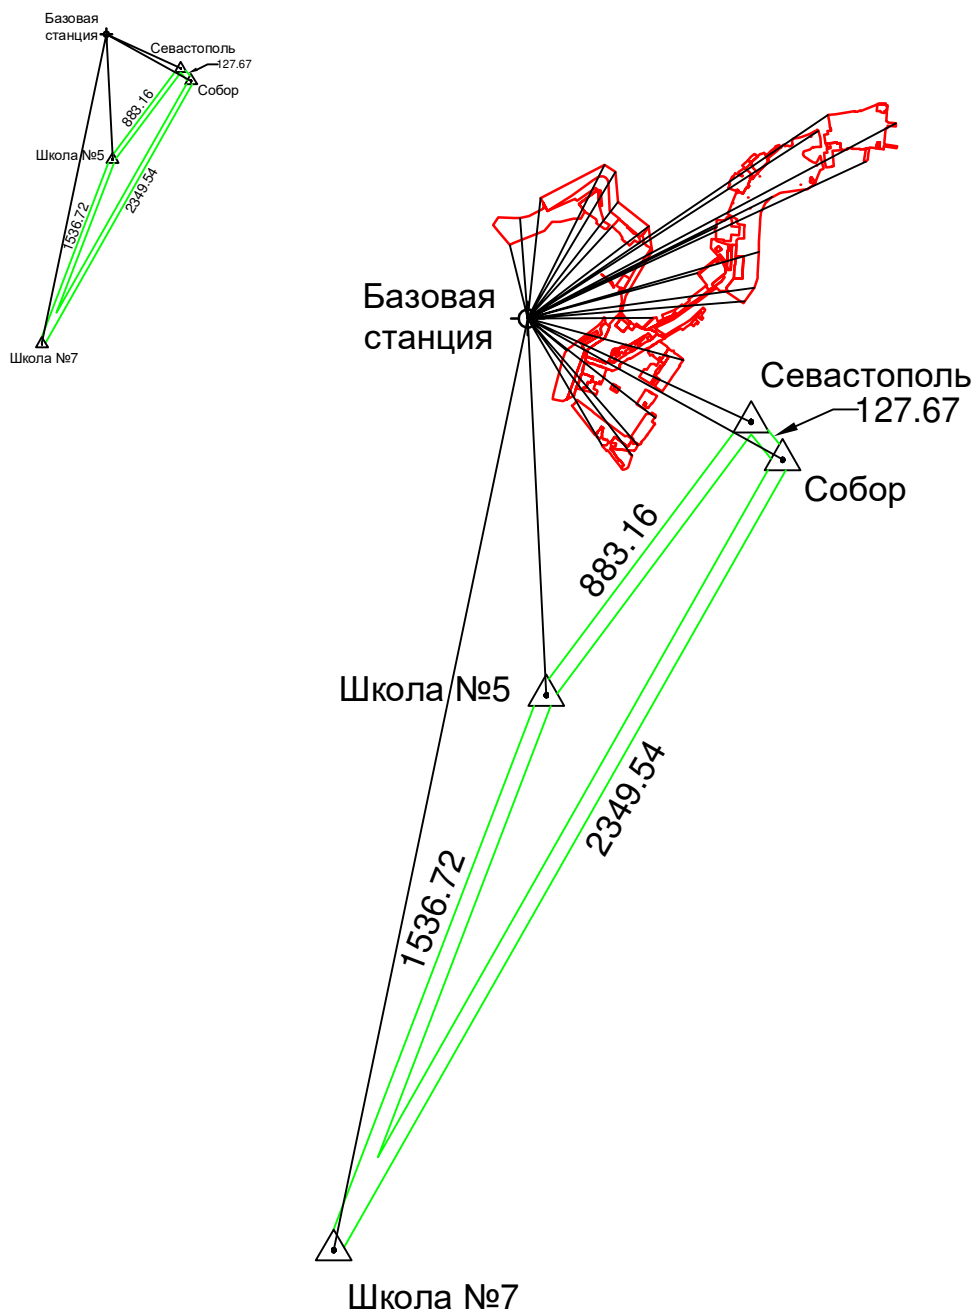 Базовая
станция
Севастополь
127.67
Собор
883.16
Школа №5
2349.54
1536.72
Школа №7
Базовая
станция
Севастополь
127.67
Собор
883.16
Школа №5
2349.54
1536.72
Школа №7